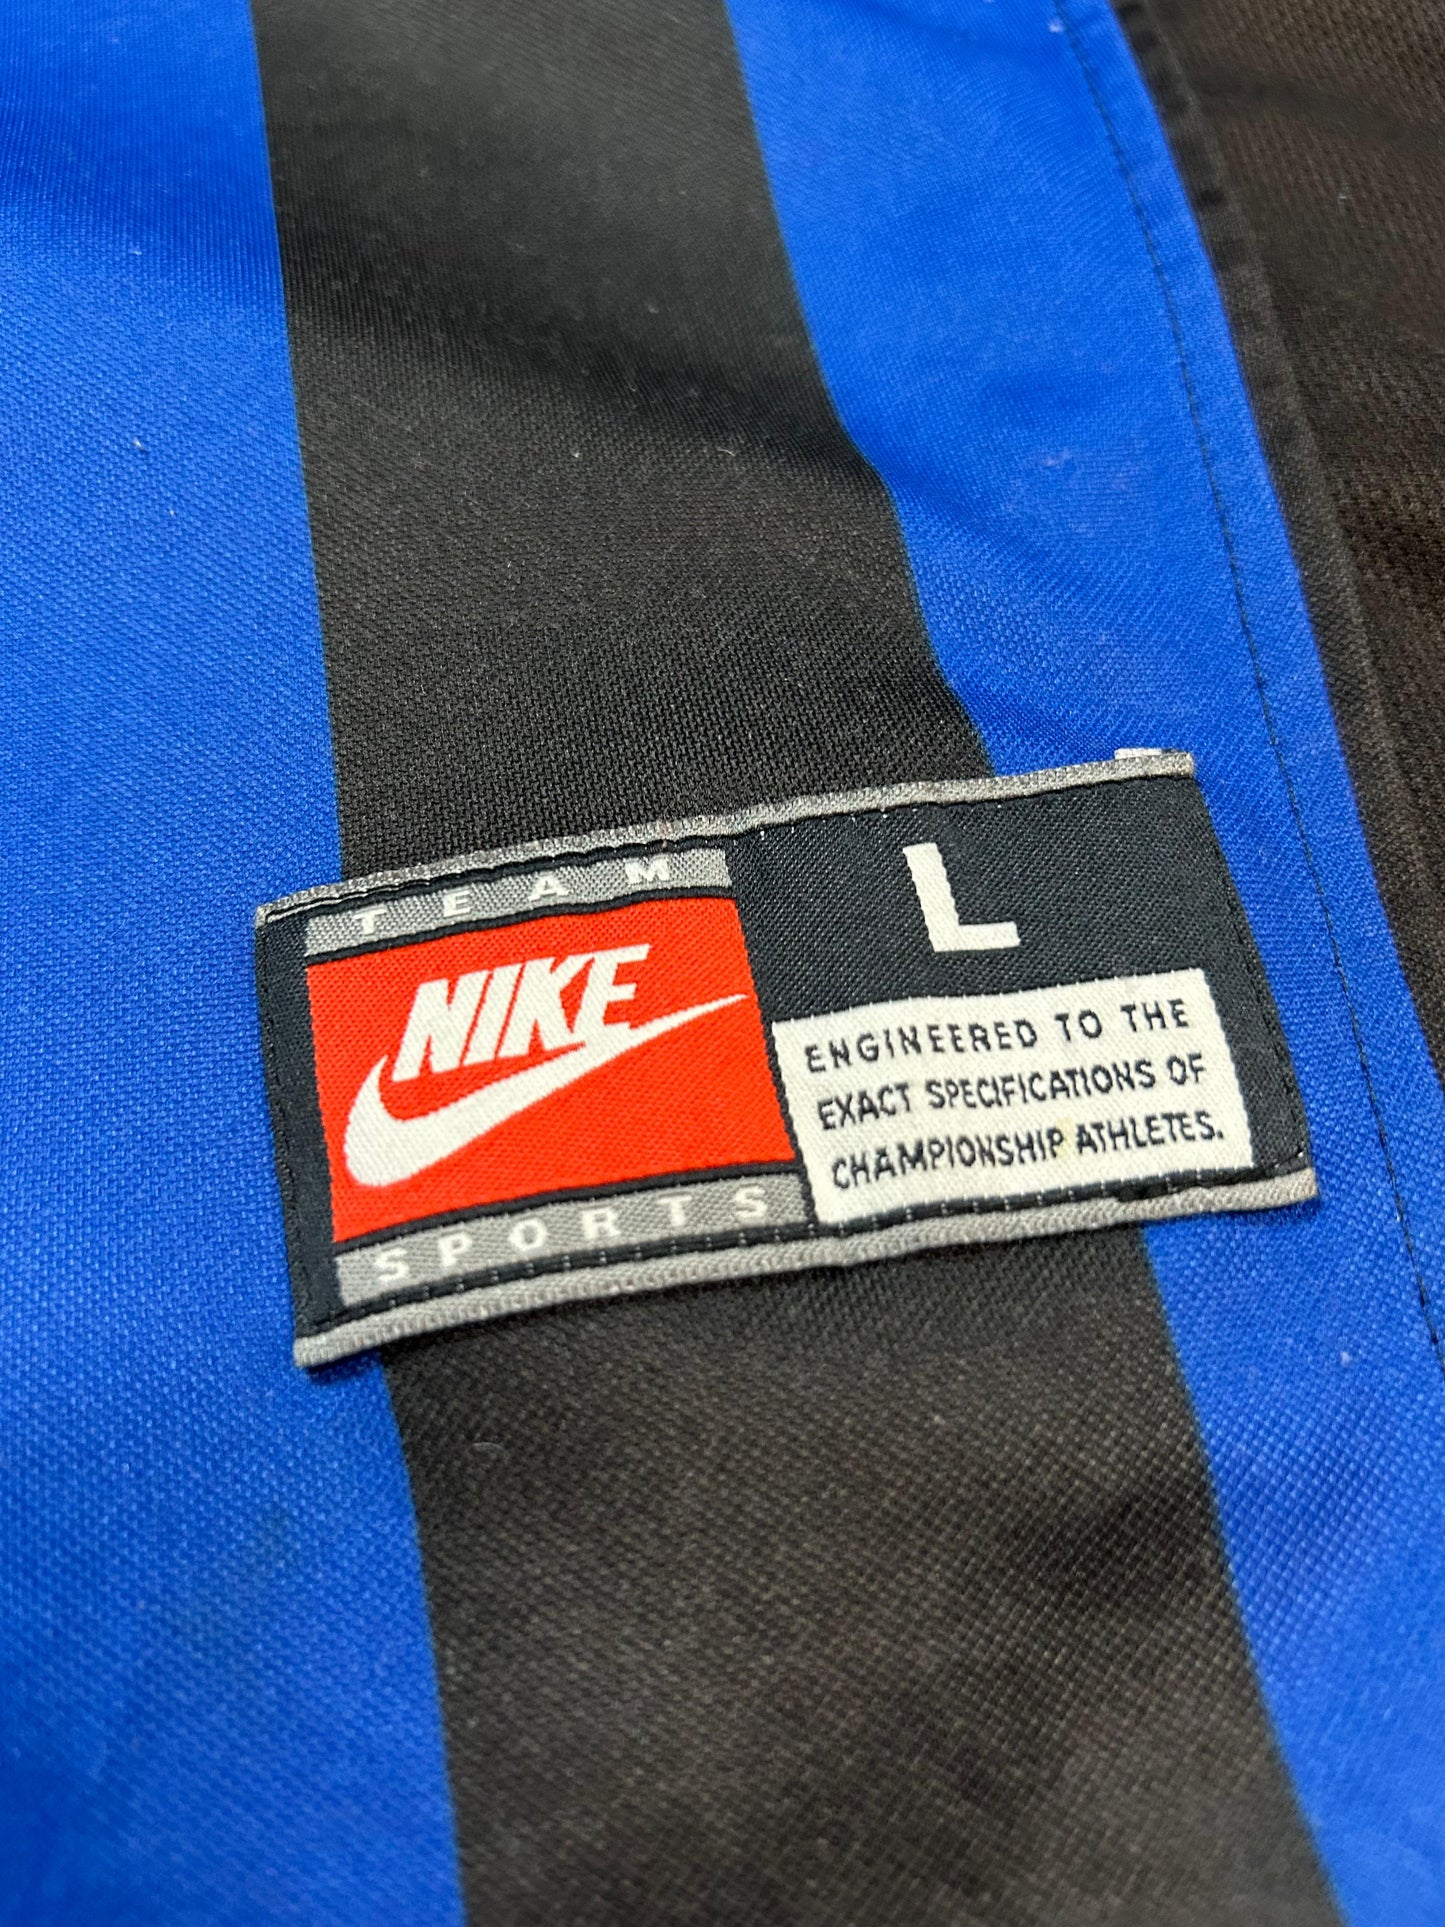 TEAM
NIKE
SPORTS
L
ENGINEERED TO THE
EXACT SPECIFICATIONS OF
CHAMPIONSHIP ATHLETES.